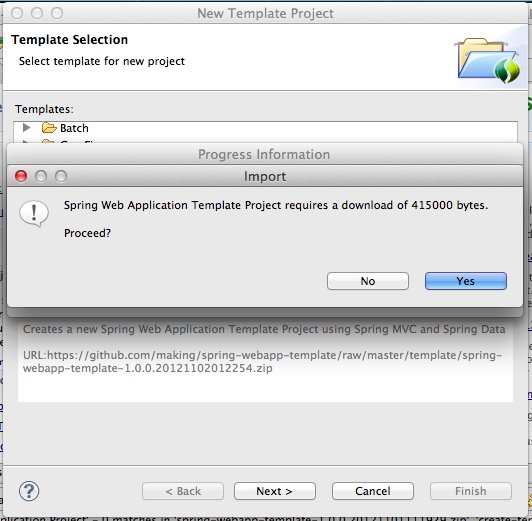 New Template Project
Template Selection
Select template for new project
Templates:
Batch
Progress Information
Import
Spring Web Application Template Project requires a download of 415000 bytes.
Proceed?
No
Yes
Creates a new Spring Web Application Template Project using Spring MVC and Spring Data
URL:https://github.com/making/spring-webapp-template/raw/master/template/spring-
webapp-template-1.0.0.20121102012254.zip
?
< Back
Next >
Cancel
Finish